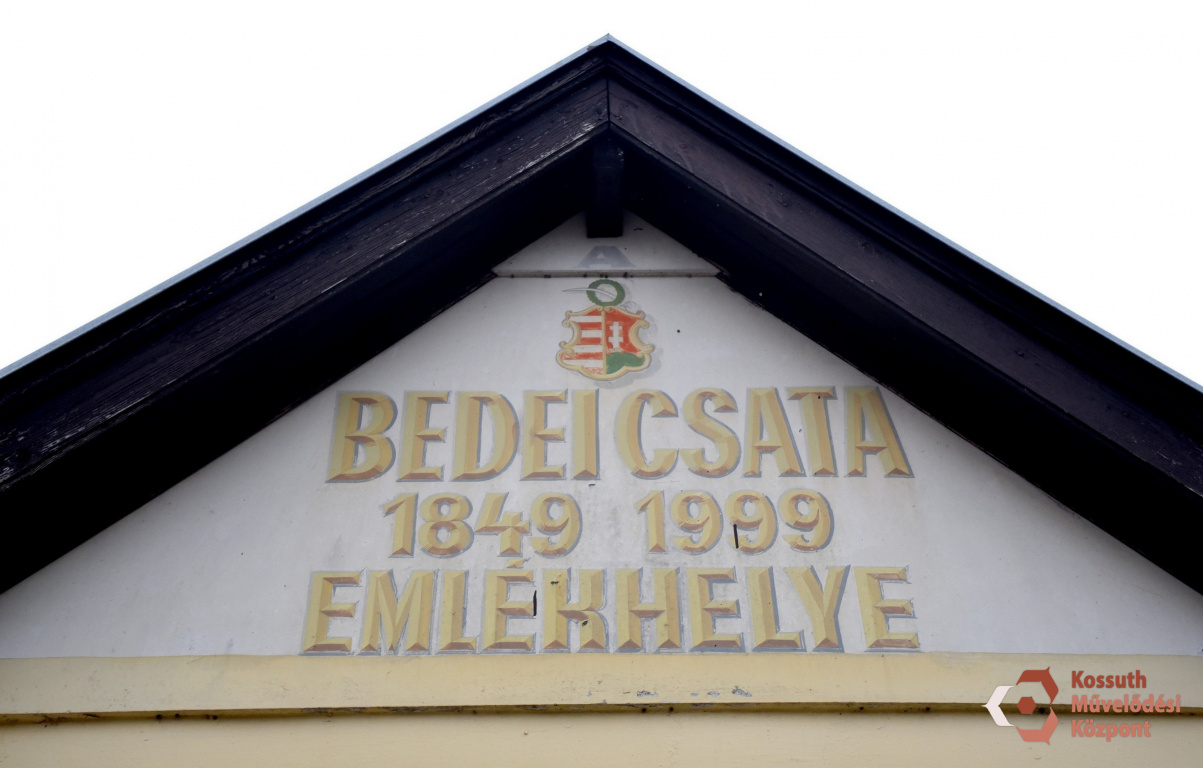 A
BEDEI CSATA
1849 1999
EMLÉKHELYE
Kossuth
Művelődési
Központ